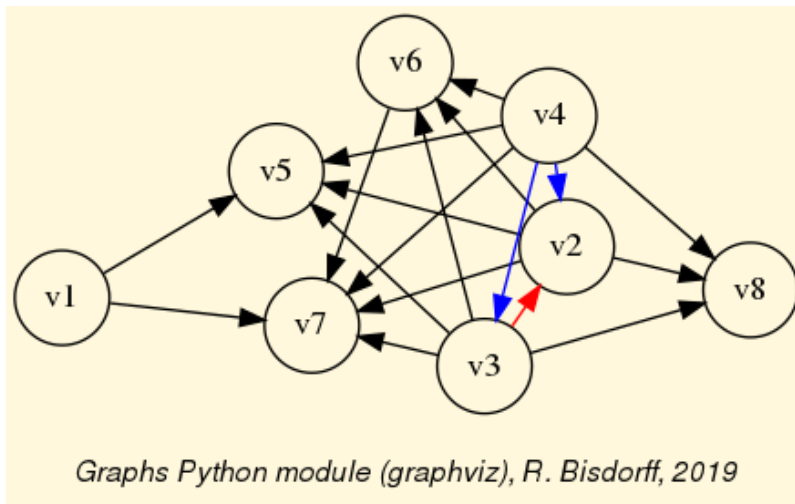 v6
v4
v5
v2
v1
v7
v8
v3
Graphs Python module (graphviz), R. Bisdorff, 2019